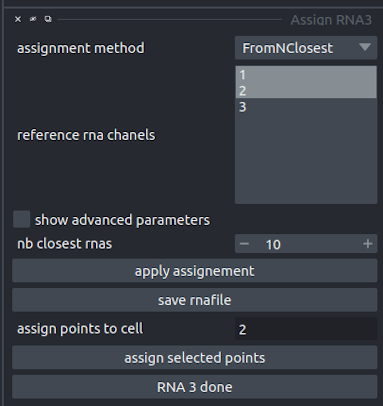 Assign RNA3
assignment method FromNClosest
1
2
reference rna chanels
3
show advanced parameters
nb closest rnas − 10 +
apply assignement
save rnafile
assign points to cell 2
assign selected points
RNA 3 done